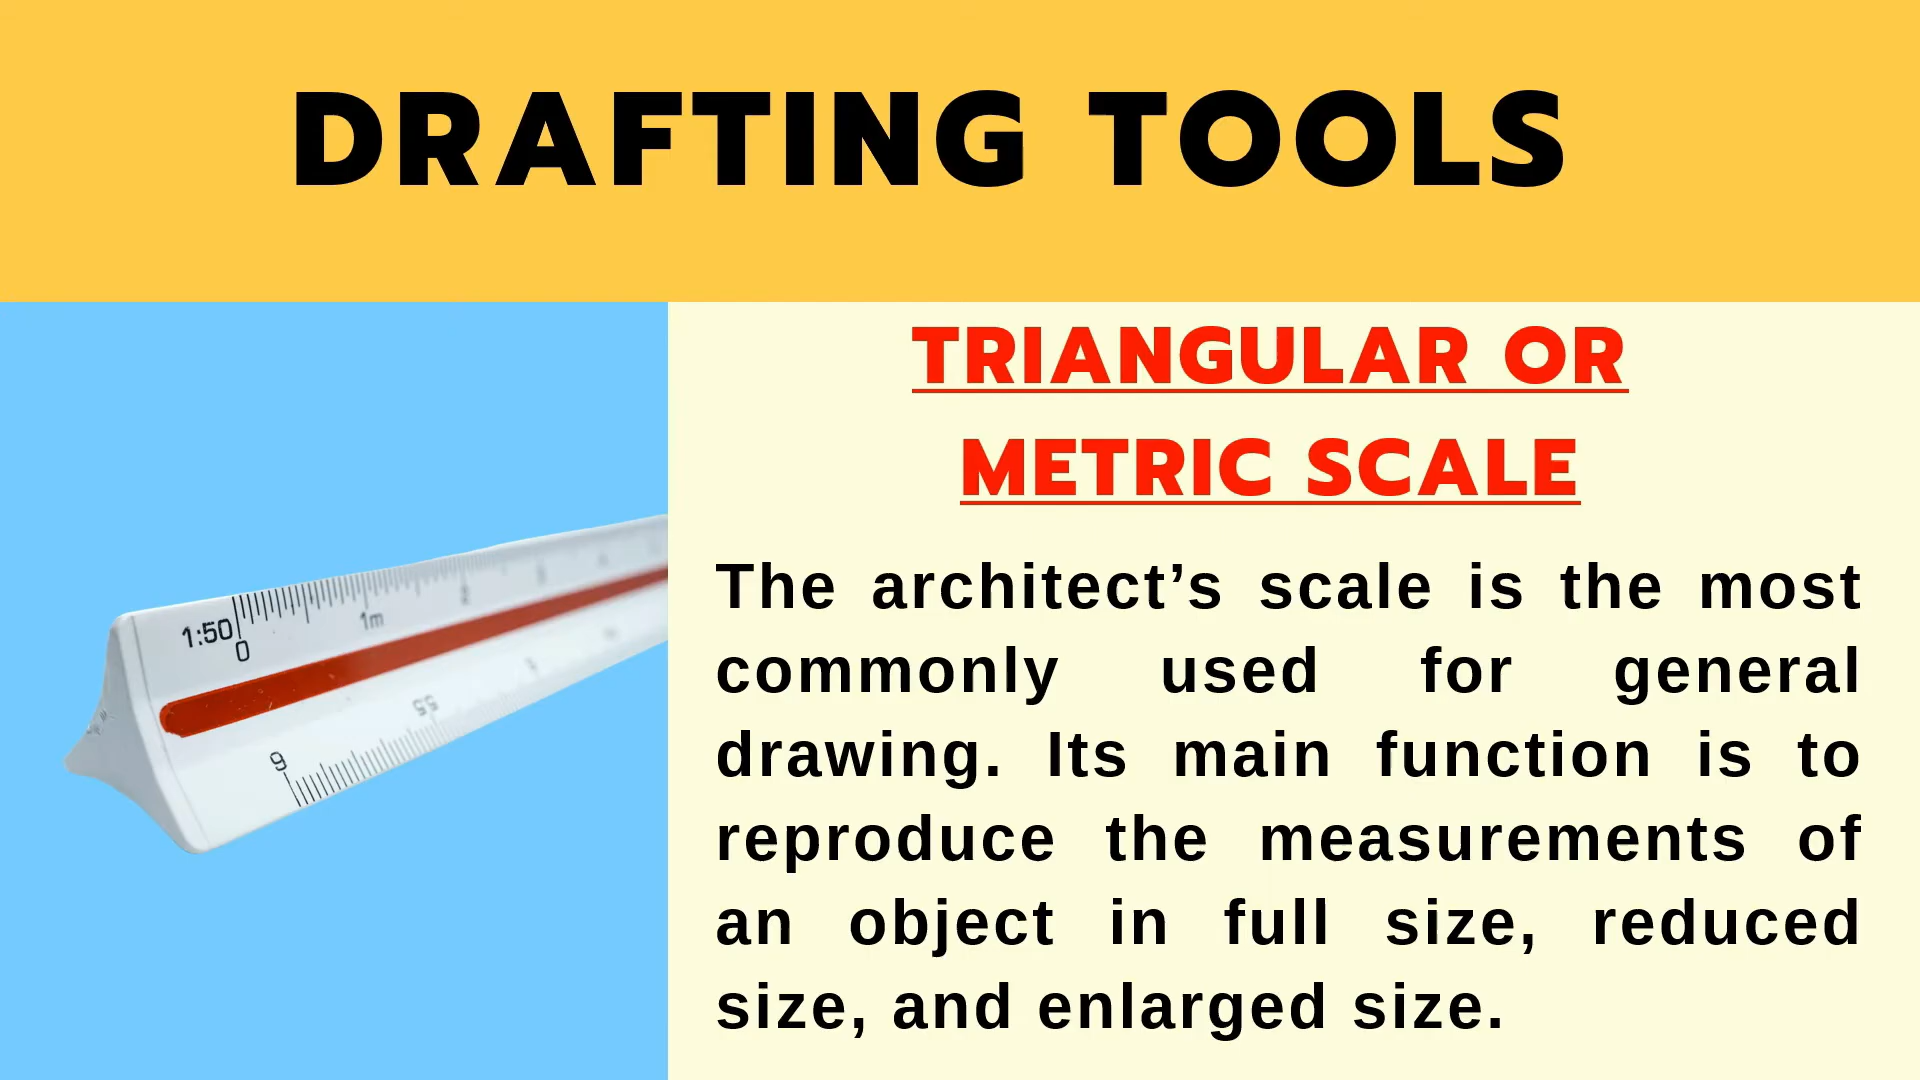 DRAFTING TOOLS
TRIANGULAR OR
METRIC SCALE
The architect’s scale is the most
commonly used for general
drawing. Its main function is to
reproduce the measurements of
an object in full size, reduced
size, and enlarged size.
1:50
0
1m
55
6